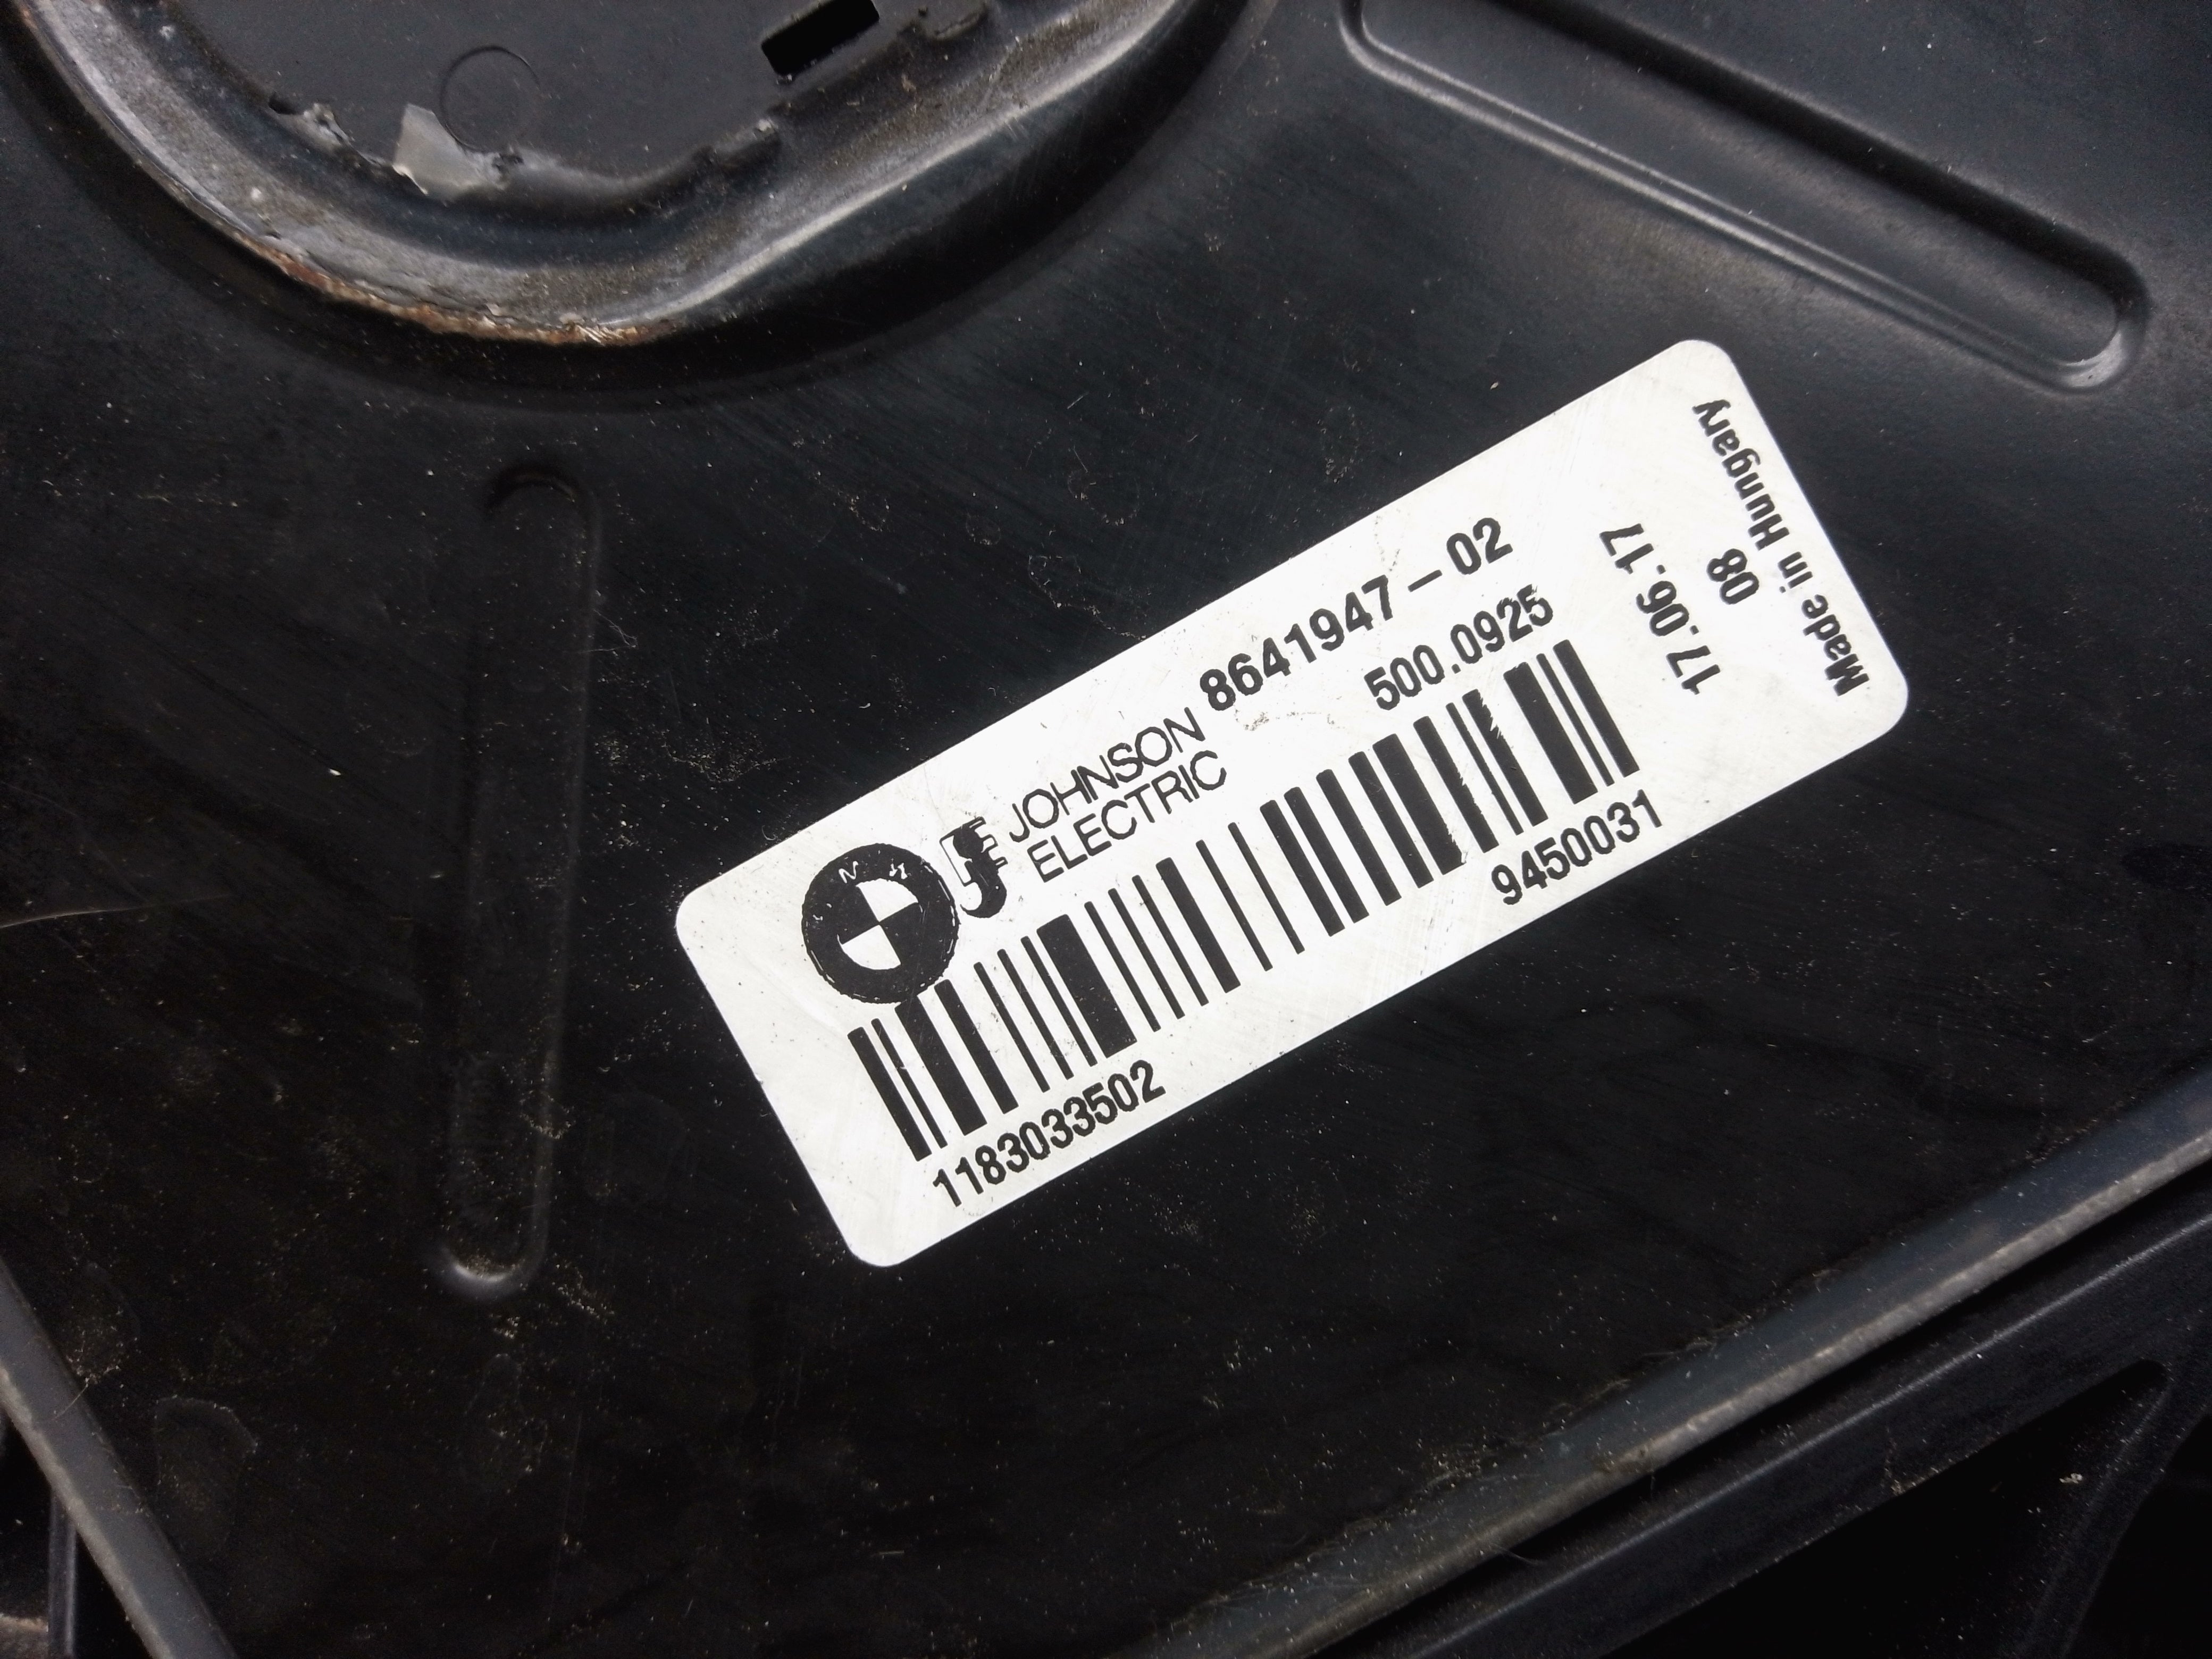 JOHNSON
ELECTRIC
8641947-02
500.0925
1183033502
9450031
17.06.17
08
Made in Hungary